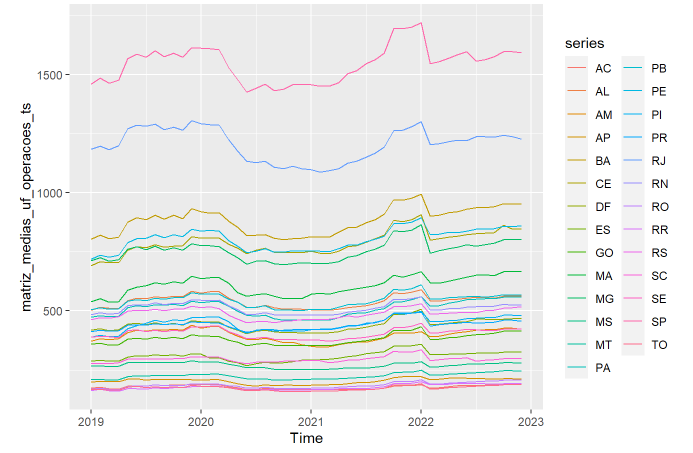 matriz_medias_uf_operacoes_ts
1500
1000
500
2019 2020 2021 2022 2023
Time
series
AC PB
AL PE
AM PI
AP PR
BA RJ
CE RN
DF RO
ES RR
GO RS
MA SC
MG SE
MS SP
MT TO
PA